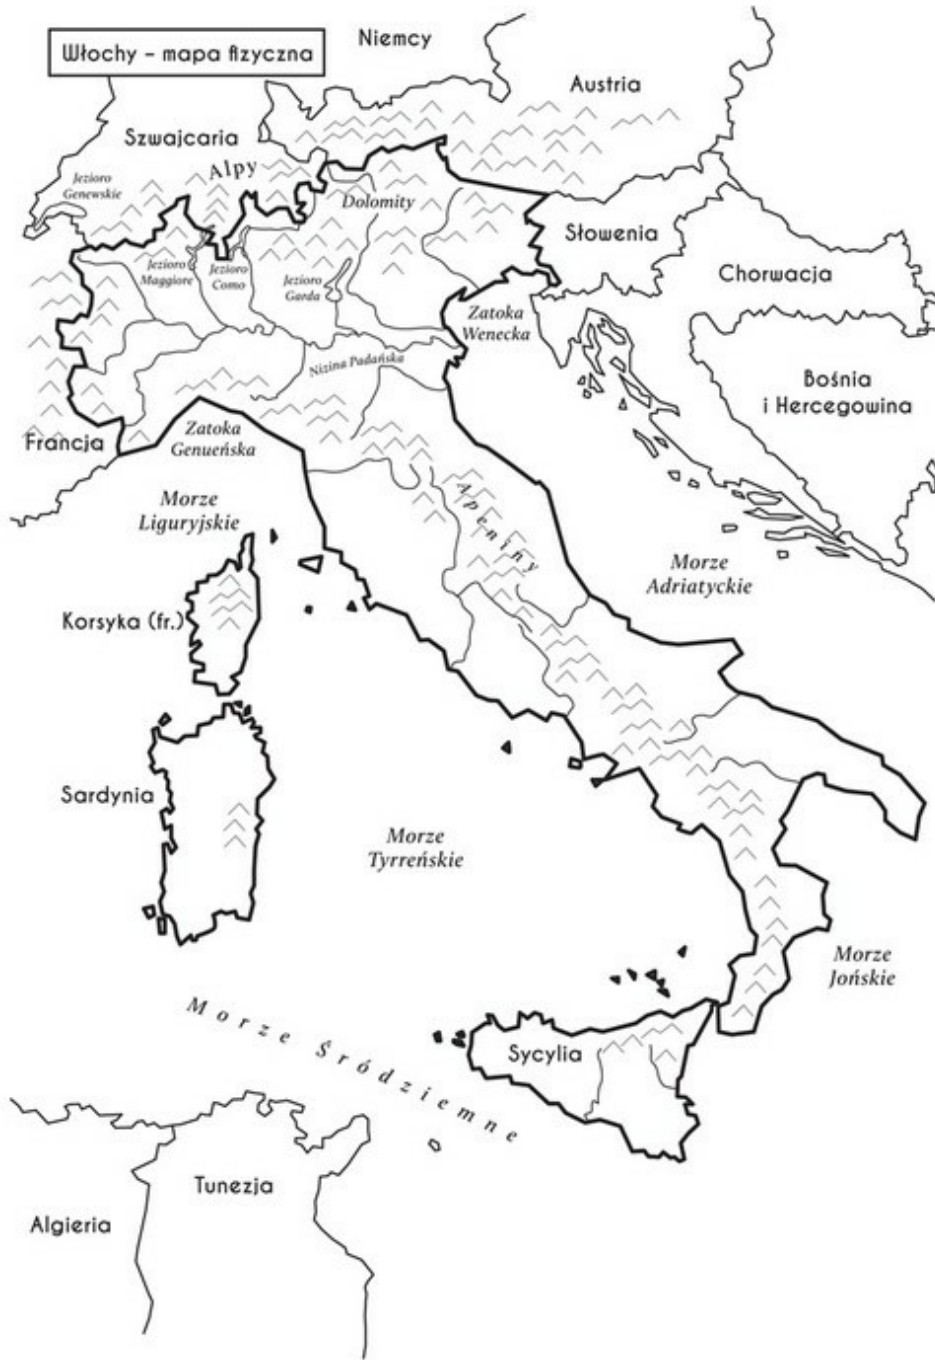 Niemcy
Włochy – mapa fizyczna
Austria
Szwajcaria
Alpy
Jezioro
Genewskie
Dolomity
Słowenia
Chorwacja
Jezioro
Maggiore
Jezioro
Como
Jezioro
Garda
Zatoka
Wenecka
Nizina Padańska
Bośnia
i Hercegowina
Francja
Zatoka
Genueńska
Morze
Liguryjskie
Apeniny
Morze
Adriatyckie
Korsyka (fr.)
Sardynia
Morze
Tyrreńskie
Morze
Jońskie
Morze Śródziemne
Sycylia
Tunezja
Algieria